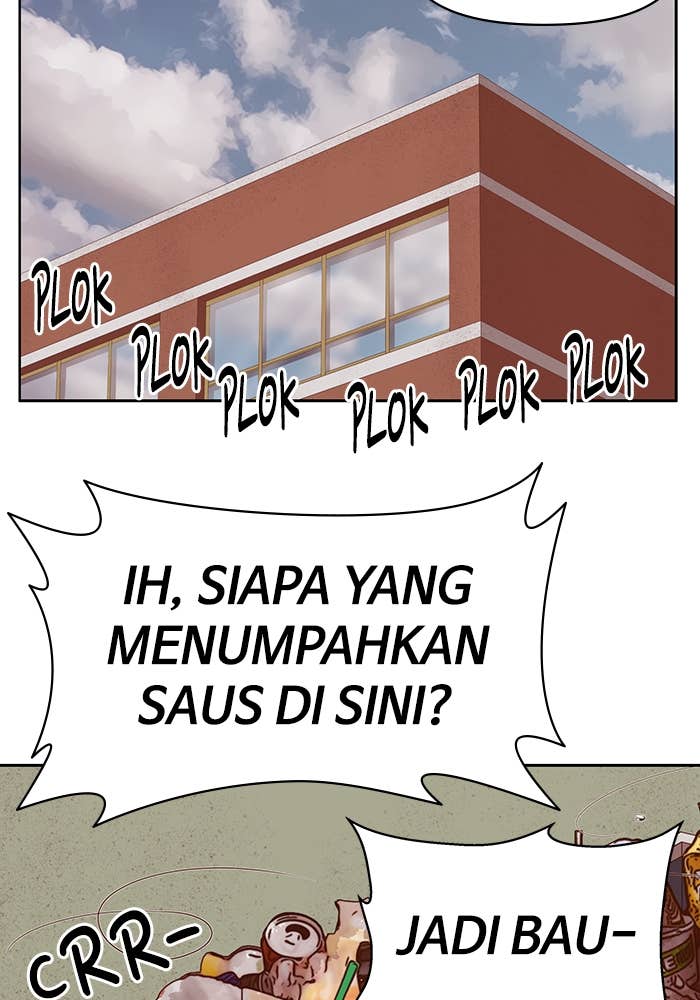 PLOK
PLOK
PLOK
PLOK
PLOK
PLOK
IH, SIAPA YANG
MENUMPAHKAN
SAUS DI SINI?
JADI BAU-
CRR-